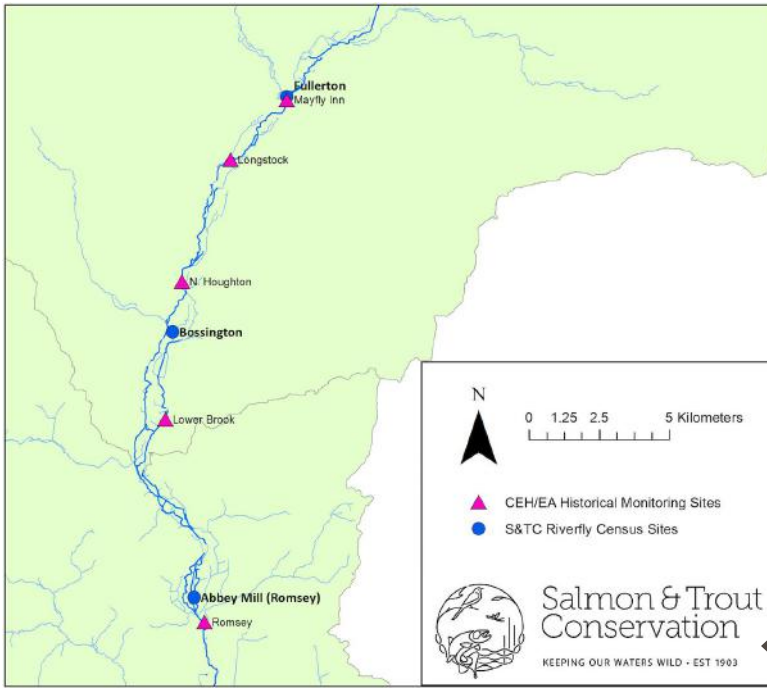 Fullerton
Mayfly Inn
Longstock
N´Houghton
Bossington
Lower Brook
Abbey Mill (Romsey)
Romsey
N
0 1.25 2.5 5 Kilometers
CEH/EA Historical Monitoring Sites
S&TC Riverfly Census Sites
Salmon & Trout
Conservation
KEEPING OUR WATERS WILD • EST 1903